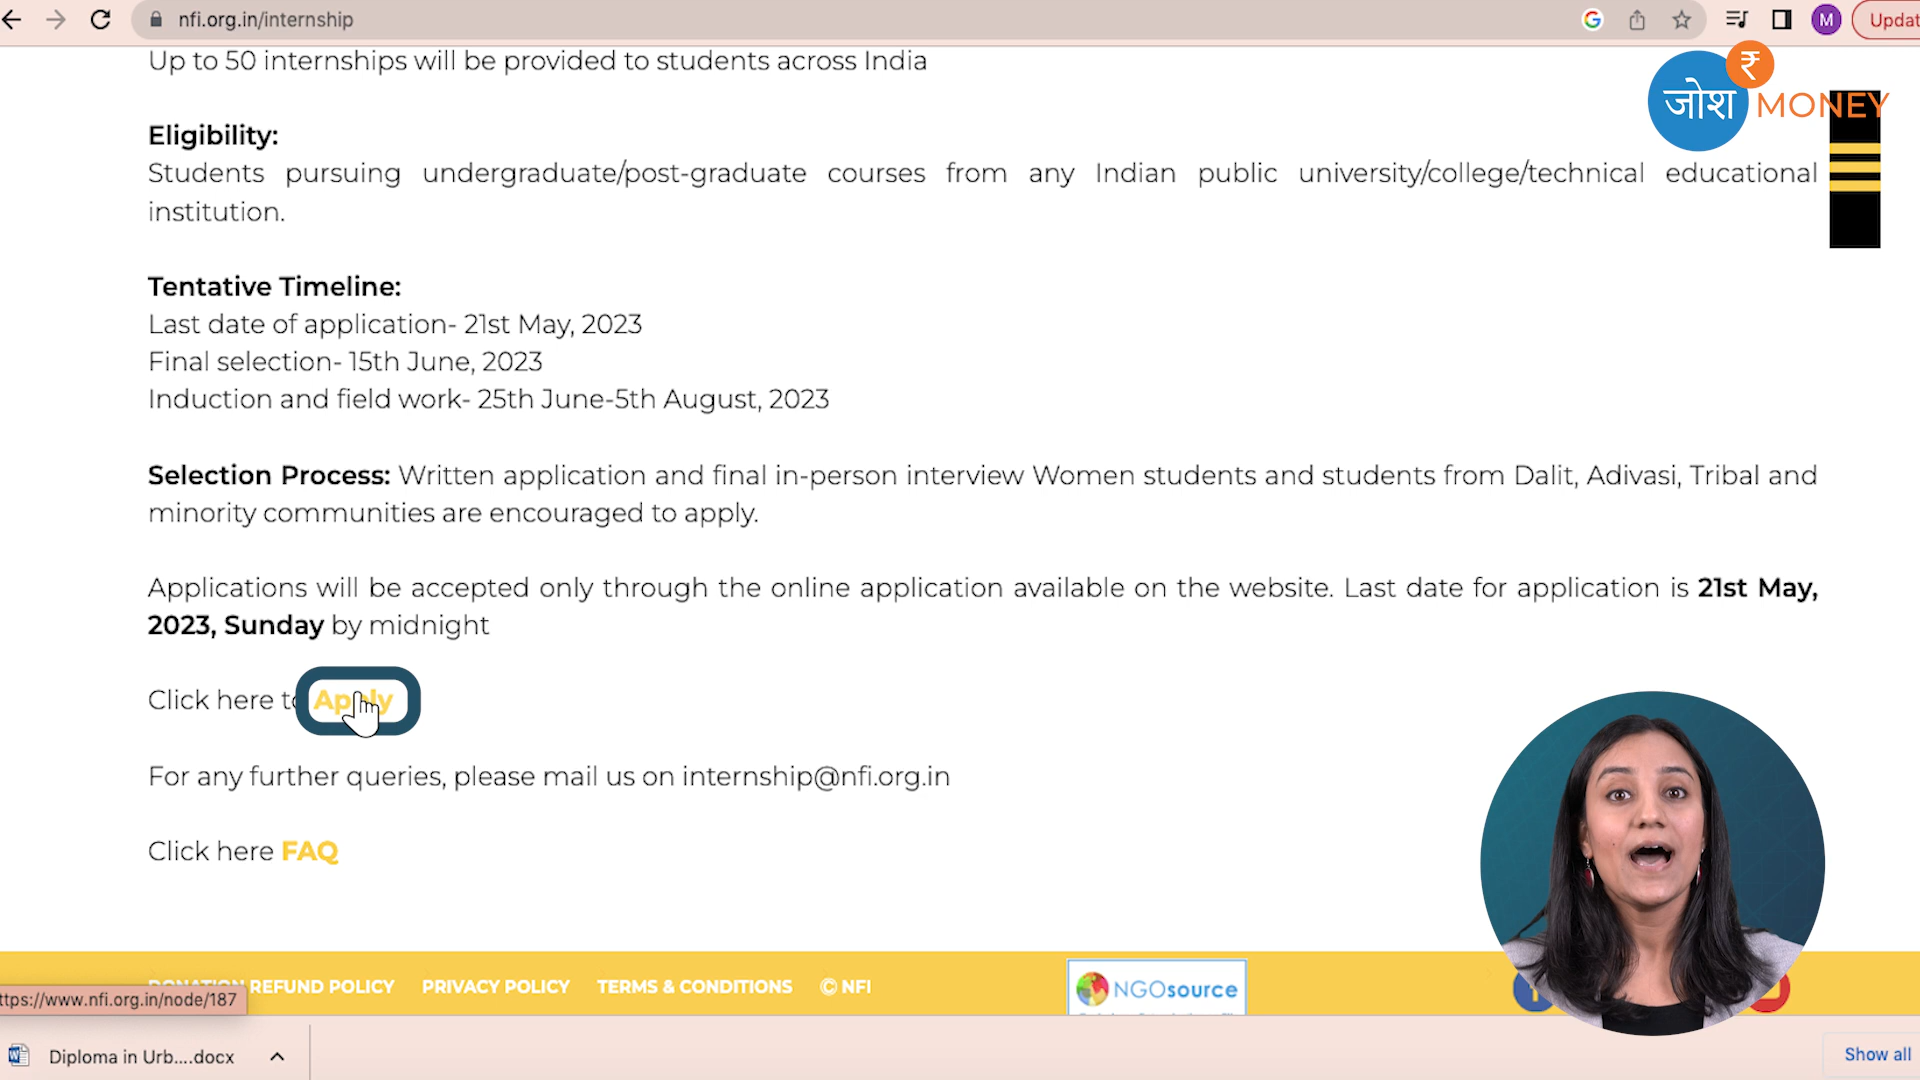 nfi.org.in/internship
M
Updat
Up to 50 internships will be provided to students across India
₹
जोश MONEY
Eligibility:
Students pursuing undergraduate/post-graduate courses from any Indian public university/college/technical educational
institution.
Tentative Timeline:
Last date of application- 21st May, 2023
Final selection- 15th June, 2023
Induction and field work- 25th June-5th August, 2023
Selection Process: Written application and final in-person interview Women students and students from Dalit, Adivasi, Tribal and
minority communities are encouraged to apply.
Applications will be accepted only through the online application available on the website. Last date for application is 21st May,
2023, Sunday by midnight
Click here to Apply
For any further queries, please mail us on internship@nfi.org.in
Click here FAQ
DONATION REFUND POLICY PRIVACY POLICY TERMS & CONDITIONS © NFI
NGOsource
ttps://www.nfi.org.in/node/187
Diploma in Urb....docx
Show all